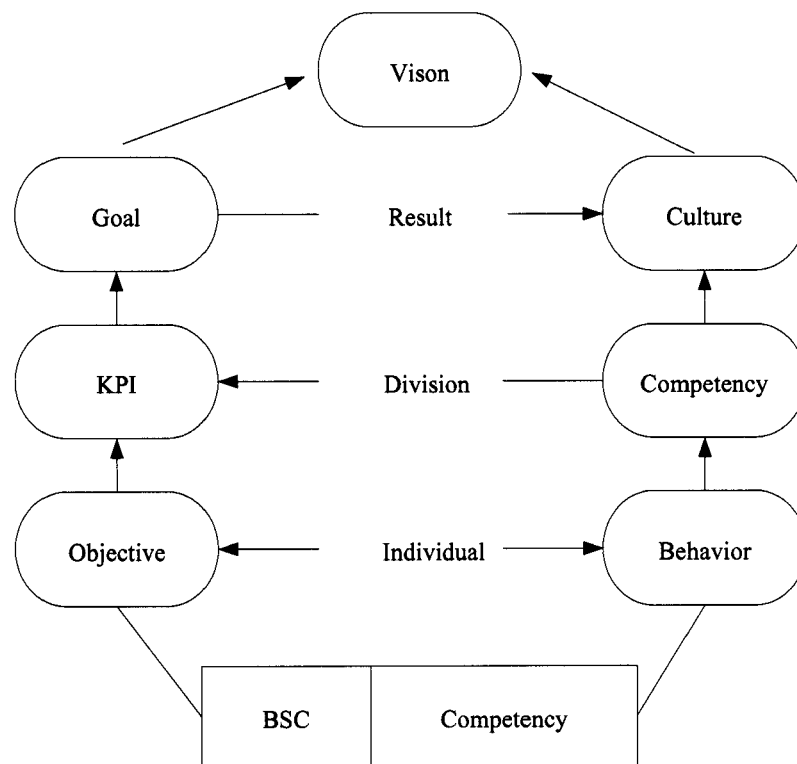 Vison
Goal Result Culture
KPI Division Competency
Objective Individual Behavior
BSC Competency